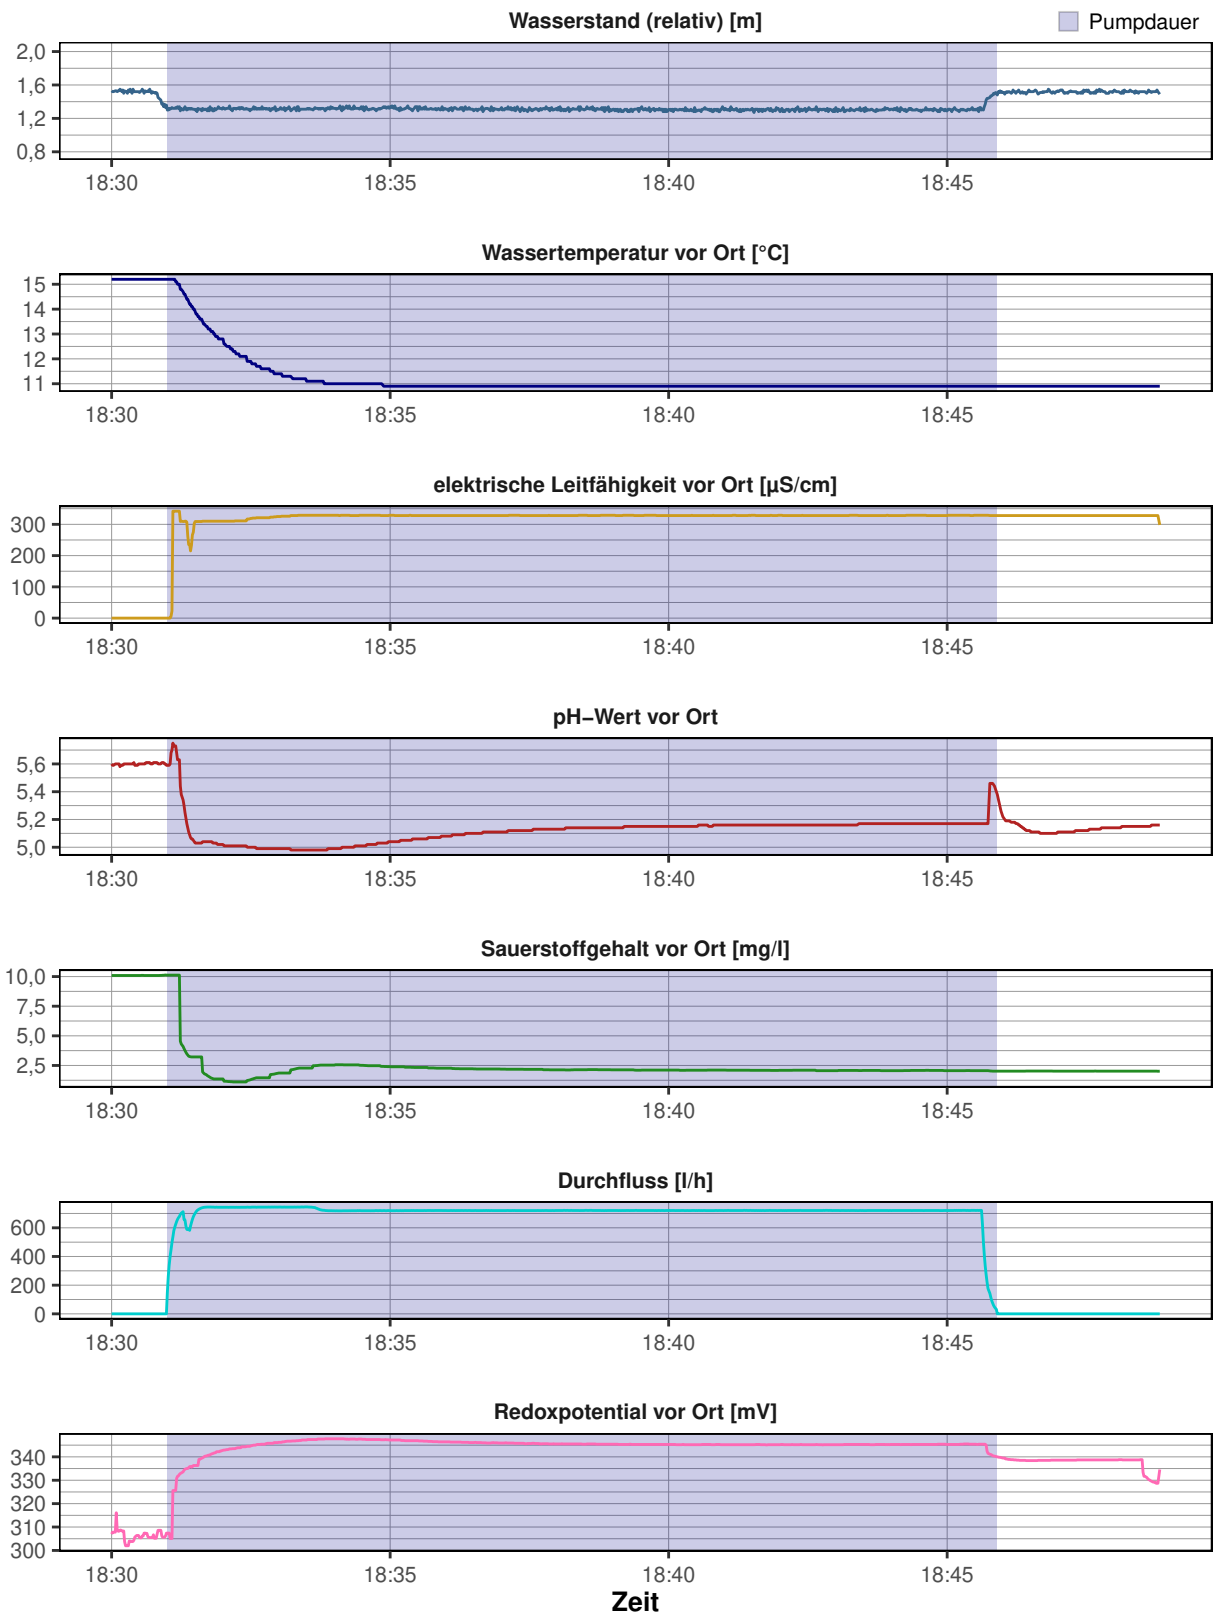 Wasserstand (relativ) [m]
Pumpdauer
2,0
1,6
1,2
0,8
18:30 18:35 18:40 18:45
Wassertemperatur vor Ort [°C]
15
14
13
12
11
18:30 18:35 18:40 18:45
elektrische Leitfähigkeit vor Ort [µS/cm]
300
200
100
0
18:30 18:35 18:40 18:45
pH−Wert vor Ort
5,6
5,4
5,2
5,0
18:30 18:35 18:40 18:45
Sauerstoffgehalt vor Ort [mg/l]
10,0
7,5
5,0
2,5
18:30 18:35 18:40 18:45
Durchfluss [l/h]
600
400
200
0
18:30 18:35 18:40 18:45
Redoxpotential vor Ort [mV]
340
330
320
310
300
18:30 18:35 18:40 18:45
Zeit